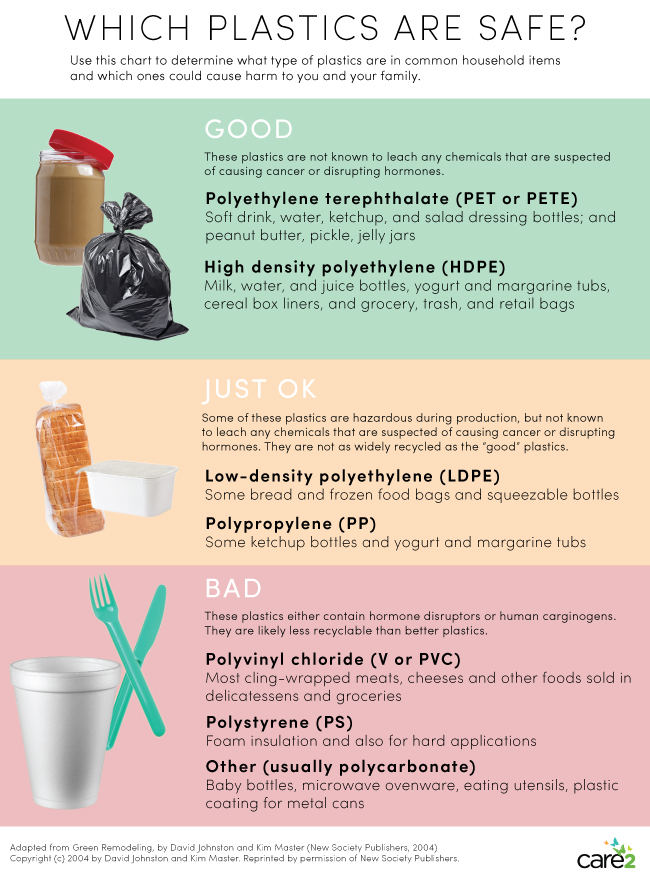 WHICH PLASTICS ARE SAFE?
Use this chart to determine what type of plastics are in common household items
and which ones could cause harm to you and your family.
GOOD
These plastics are not known to leach any chemicals that are suspected
of causing cancer or disrupting hormones.
Polyethylene terephthalate (PET or PETE)
Soft drink, water, ketchup, and salad dressing bottles; and
peanut butter, pickle, jelly jars
High density polyethylene (HDPE)
Milk, water, and juice bottles, yogurt and margarine tubs,
cereal box liners, and grocery, trash, and retail bags
JUST OK
Some of these plastics are hazardous during production, but not known
to leach any chemicals that are suspected of causing cancer or disrupting
hormones. They are not as widely recycled as the “good” plastics.
Low-density polyethylene (LDPE)
Some bread and frozen food bags and squeezable bottles
Polypropylene (PP)
Some ketchup bottles and yogurt and margarine tubs
BAD
These plastics either contain hormone disruptors or human carginogens.
They are likely less recyclable than better plastics.
Polyvinyl chloride (V or PVC)
Most cling-wrapped meats, cheeses and other foods sold in
delicatessens and groceries
Polystyrene (PS)
Foam insulation and also for hard applications
Other (usually polycarbonate)
Baby bottles, microwave ovenware, eating utensils, plastic
coating for metal cans
Adapted from Green Remodeling, by David Johnston and Kim Master (New Society Publishers, 2004)
Copyright (c) 2004 by David Johnston and Kim Master. Reprinted by permission of New Society Publishers.
care2